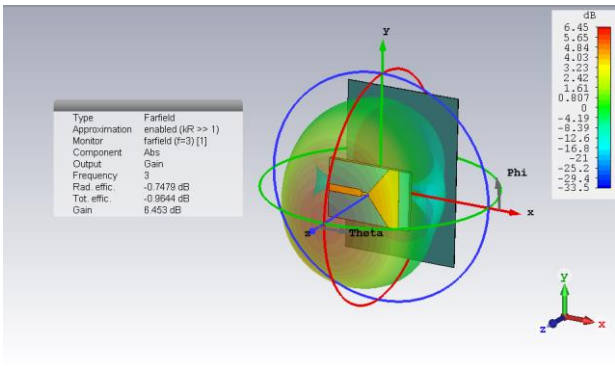 Type Farfield
Approximation enabled (kR >> 1)
Monitor farfield (f=3) [1]
Component Abs
Output Gain
Frequency 3
Rad. effic. -0.7479 dB
Tot. effic. -0.9644 dB
Gain 6.453 dB
y
Phi
x
z
Theta
dB
6.45
5.65
4.84
4.03
3.23
2.42
1.61
0.807
0
-4.19
-8.39
-12.6
-16.8
-21
-25.2
-29.4
-33.5
y
z
x